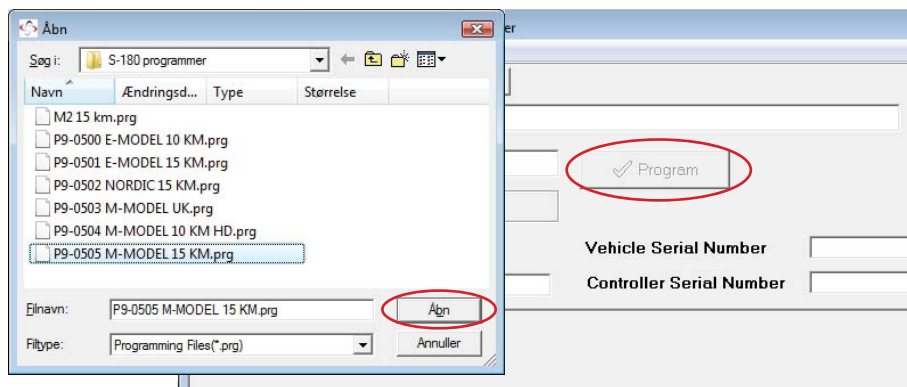 Åbn
Søg i:
S-180 programmer
Navn
Ændringsd...
Type
Størrelse
M2 15 km.prg
P9-0500 E-MODEL 10 KM.prg
P9-0501 E-MODEL 15 KM.prg
P9-0502 NORDIC 15 KM.prg
P9-0503 M-MODEL UK.prg
P9-0504 M-MODEL 10 KM HD.prg
P9-0505 M-MODEL 15 KM.prg
Filnavn:
P9-0505 M-MODEL 15 KM.prg
Åbn
Filtype:
Programming Files(*.prg)
Annuller
Program
Vehicle Serial Number
Controller Serial Number